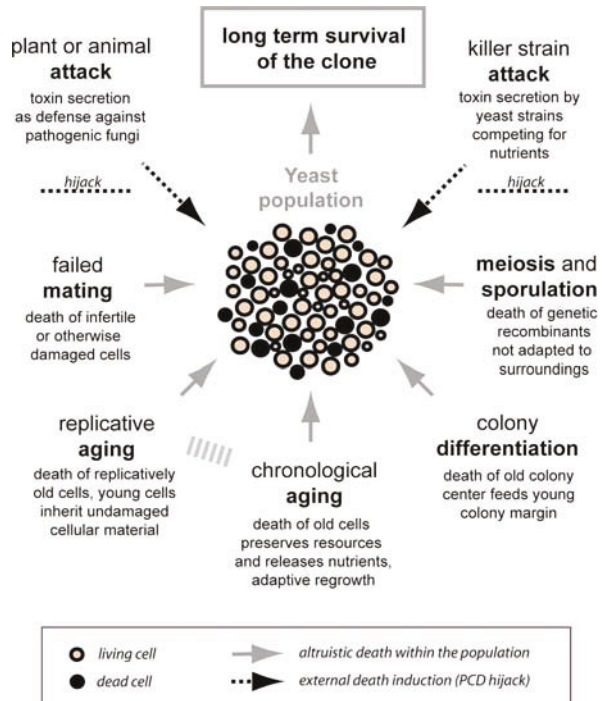 plant or animal
attack
toxin secretion
as defense against
pathogenic fungi
hijack
long term survival
of the clone
killer strain
attack
toxin secretion by
yeast strains
competing for
nutrients
hijack
Yeast
population
failed
mating
death of infertile
or otherwise
damaged cells
meiosis and
sporulation
death of genetic
recombinants
not adapted to
surroundings
replicative
aging
death of replicatively
old cells, young cells
inherit undamaged
cellular material
chronological
aging
death of old cells
preserves resources
and releases nutrients,
adaptive regrowth
colony
differentiation
death of old colony
center feeds young
colony margin
living cell
dead cell
altruistic death within the population
external death induction (PCD hijack)